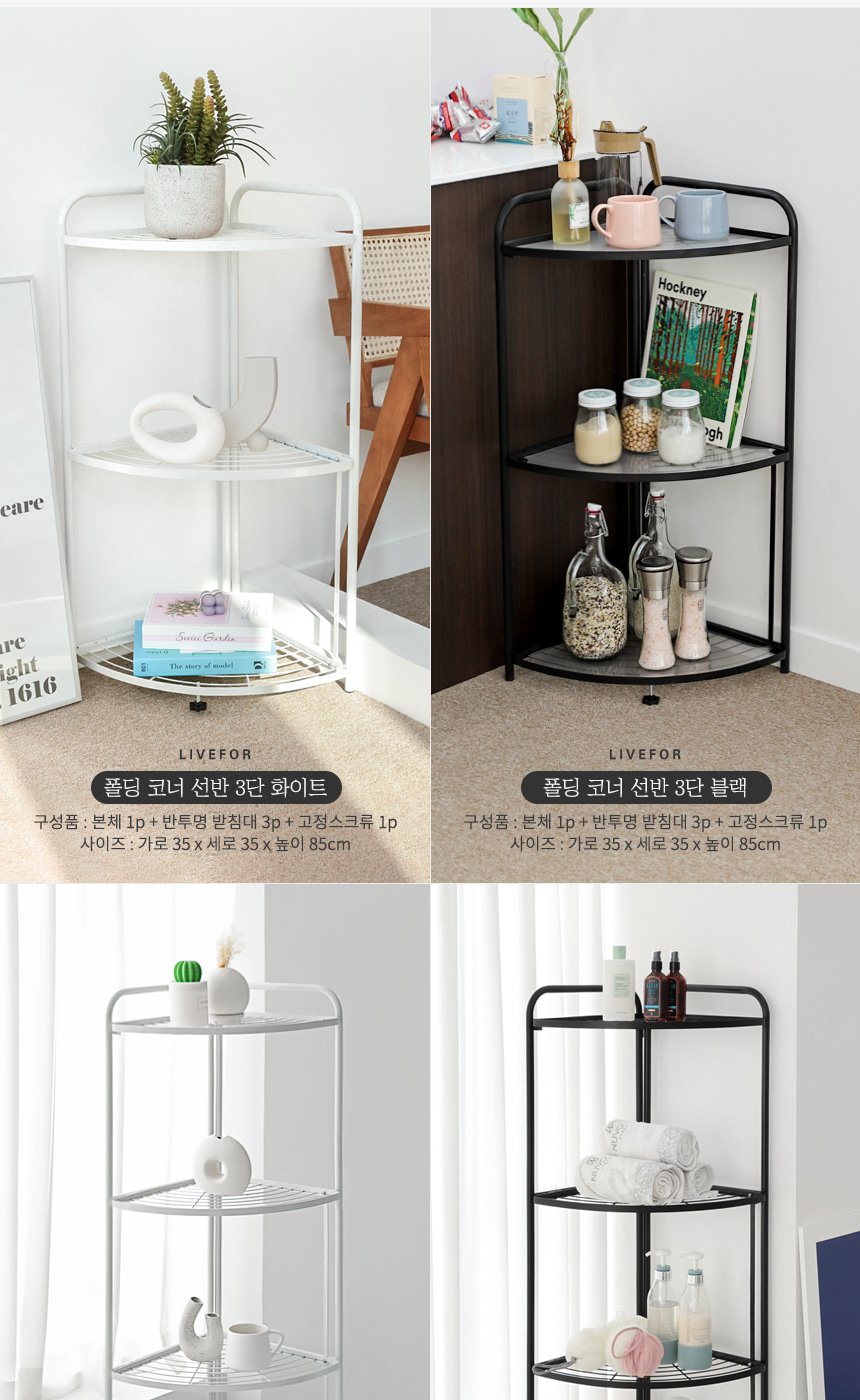 Hockney
ogh
eare
are
ight
1616
Secret Garden
801 The story of model
LIVEFOR
폴딩 코너 선반 3단 화이트
구성품 : 본체 1p + 반투명 받침대 3p + 고정스크류 1p
사이즈 : 가로 35 x 세로 35 x 높이 85cm
LIVEFOR
폴딩 코너 선반 3단 블랙
구성품 : 본체 1p + 반투명 받침대 3p + 고정스크류 1p
사이즈 : 가로 35 x 세로 35 x 높이 85cm